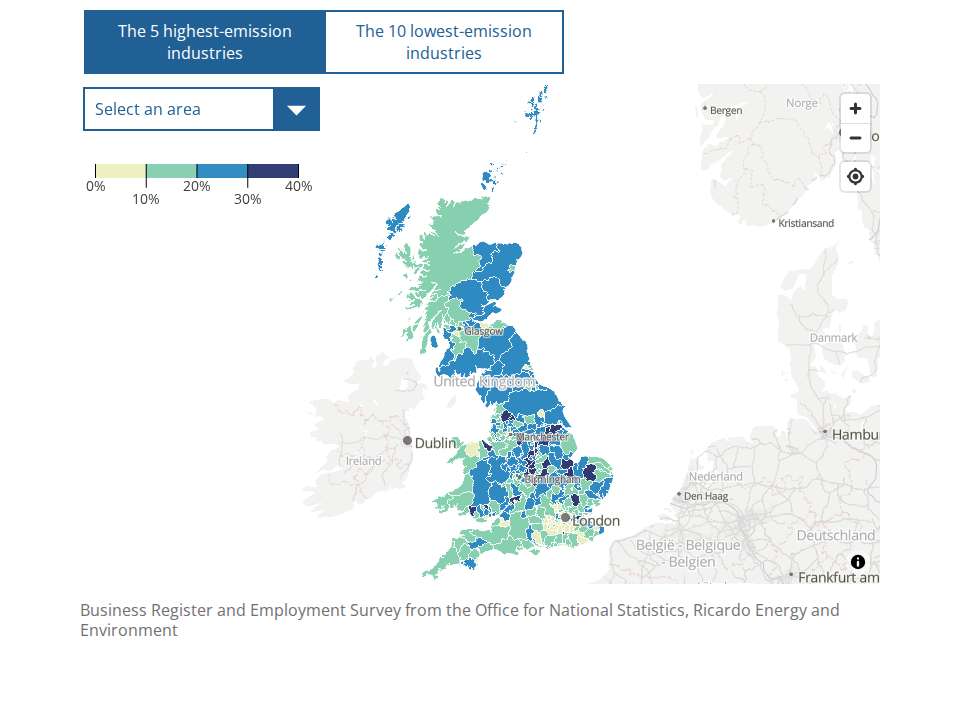 The 5 highest-emission
industries
The 10 lowest-emission
industries
Select an area
0%
10%
20%
30%
40%
Bergen
Norge
+
−
o
Kristiansand
Danmark
Glasgow
United Kingdom
Manchester
Dublin
Ireland
Birmingham
London
Hambu
Nederland
Den Haag
België - Belgique
- Belgien
Deutschland
Frankfurt am
Business Register and Employment Survey from the Office for National Statistics, Ricardo Energy and
Environment